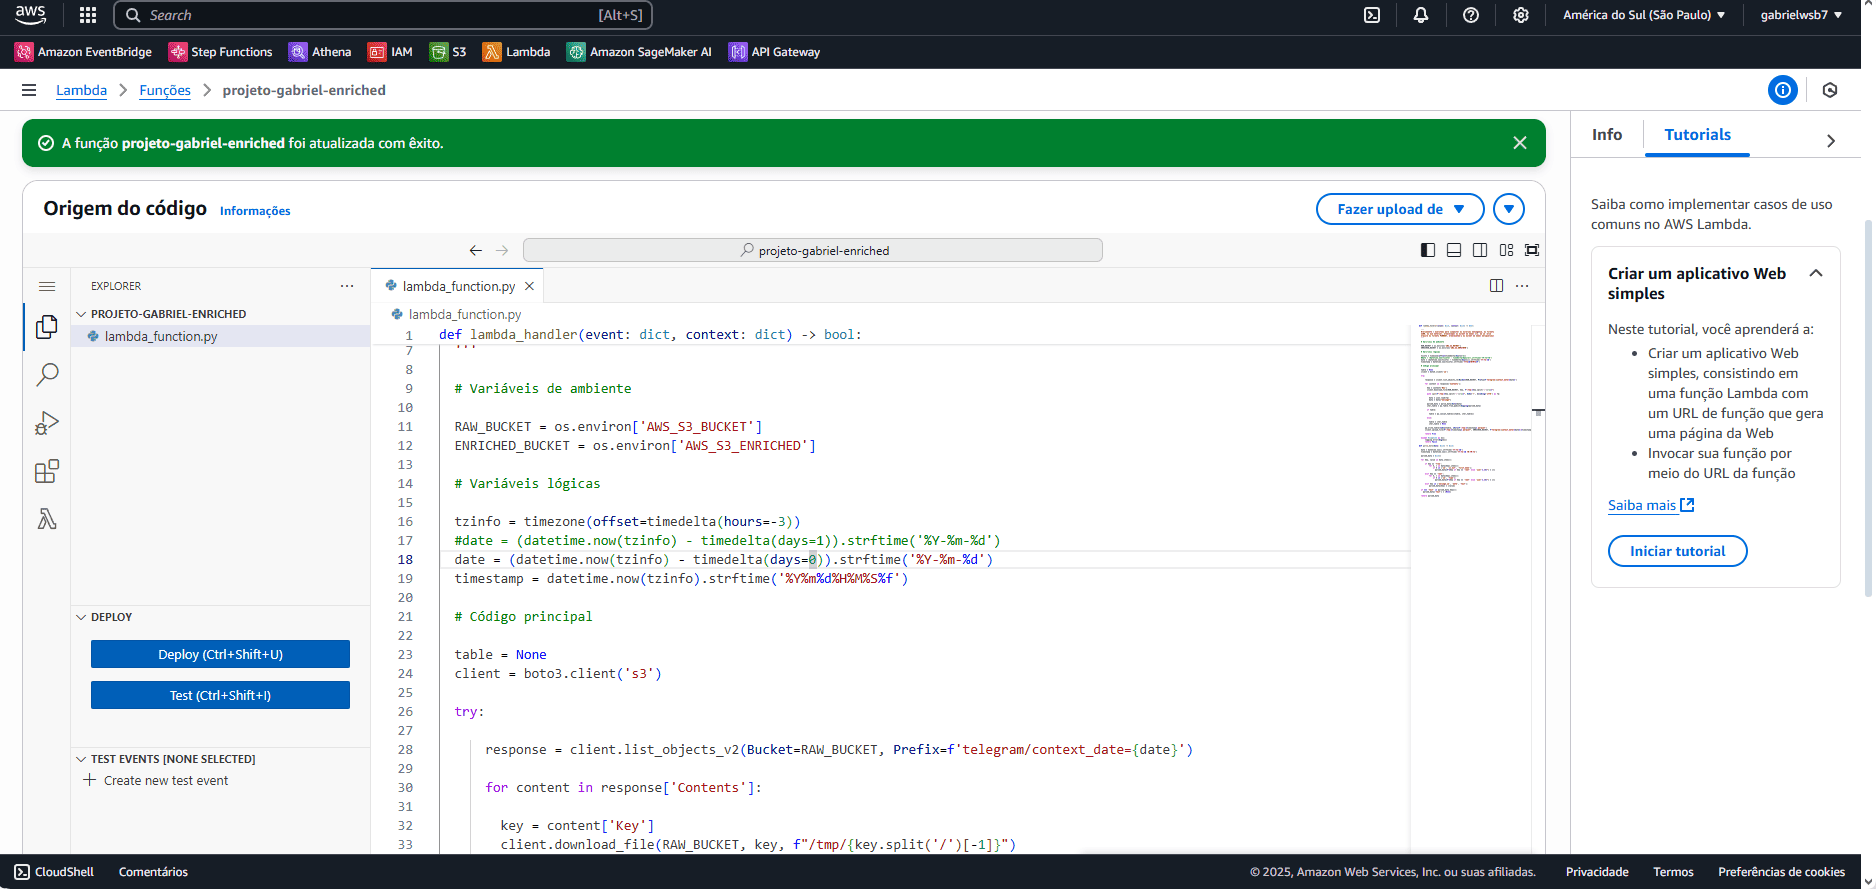 aws
Search [Alt+S]
América do Sul (São Paulo) ▼
gabrielwsb7 ▼
Amazon EventBridge
Step Functions
Athena
IAM
S3
Lambda
Amazon SageMaker AI
API Gateway
Lambda > Funções > projeto-gabriel-enriched
A função projeto-gabriel-enriched foi atualizada com êxito.
Origem do código Informações
Fazer upload de ▼
projeto-gabriel-enriched
EXPLORER
PROJETO-GABRIEL-ENRICHED
lambda_function.py
DEPLOY
Deploy (Ctrl+Shift+U)
Test (Ctrl+Shift+I)
TEST EVENTS [NONE SELECTED]
Create new test event
lambda_function.py
lambda_function.py
1 def lambda_handler(event: dict, context: dict) -> bool:
7 '''
8
9 # Variáveis de ambiente
10
11 RAW_BUCKET = os.environ['AWS_S3_BUCKET']
12 ENRICHED_BUCKET = os.environ['AWS_S3_ENRICHED']
13
14 # Variáveis lógicas
15
16 tzinfo = timezone(offset=timedelta(hours=-3))
17 #date = (datetime.now(tzinfo) - timedelta(days=1)).strftime('%Y-%m-%d')
18 date = (datetime.now(tzinfo) - timedelta(days=0)).strftime('%Y-%m-%d')
19 timestamp = datetime.now(tzinfo).strftime('%Y%m%d%H%M%S%f')
20
21 # Código principal
22
23 table = None
24 client = boto3.client('s3')
25
26 try:
27
28 response = client.list_objects_v2(Bucket=RAW_BUCKET, Prefix=f'telegram/context_date={date}')
29
30 for content in response['Contents']:
31
32 key = content['Key']
33 client.download_file(RAW_BUCKET, key, f"/tmp/{key.split('/')[-1]}")
Info
Tutorials
Saiba como implementar casos de uso
comuns no AWS Lambda.
Criar um aplicativo Web
simples
Neste tutorial, você aprenderá a:
• Criar um aplicativo Web
simples, consistindo em
uma função Lambda com
um URL de função que gera
uma página da Web
• Invocar sua função por
meio do URL da função
Saiba mais
Iniciar tutorial
CloudShell
Comentários
© 2025, Amazon Web Services, Inc. ou suas afiliadas.
Privacidade
Termos
Preferências de cookies